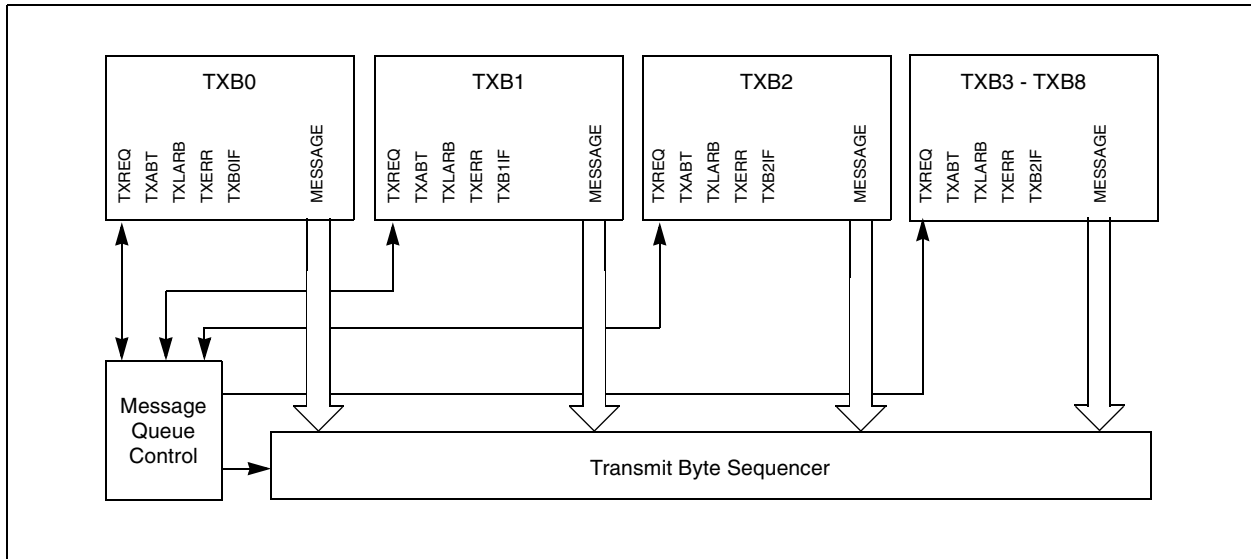 TXB0
TXREQ
TXABT
TXLARB
TXERR
TXB0IF
MESSAGE
TXB1
TXREQ
TXABT
TXLARB
TXERR
TXB1IF
MESSAGE
TXB2
TXREQ
TXABT
TXLARB
TXERR
TXB2IF
MESSAGE
TXB3 - TXB8
TXREQ
TXABT
TXLARB
TXERR
TXB2IF
MESSAGE
Message
Queue
Control
Transmit Byte Sequencer